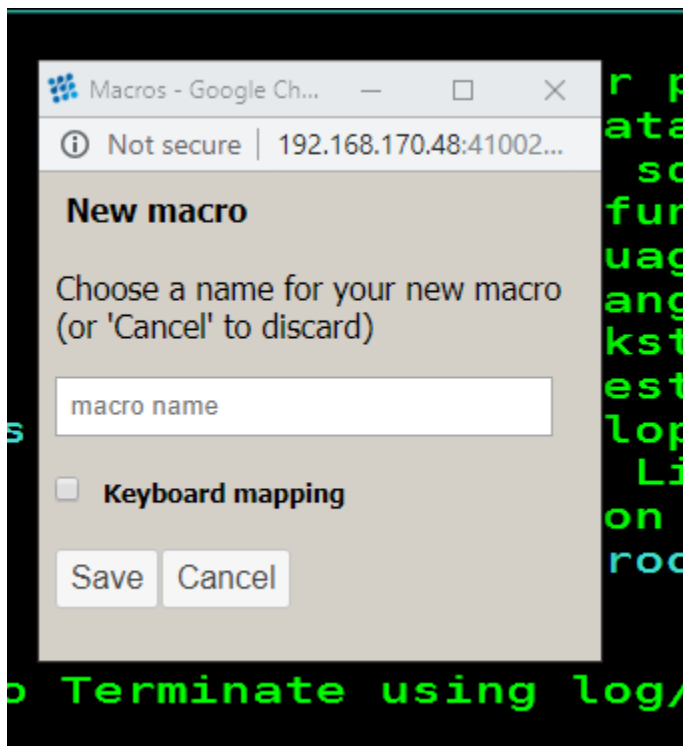 Macros - Google Ch...
Not secure | 192.168.170.48:41002...
New macro
Choose a name for your new macro
(or 'Cancel' to discard)
macro name
Keyboard mapping
Save Cancel
Terminate using log/